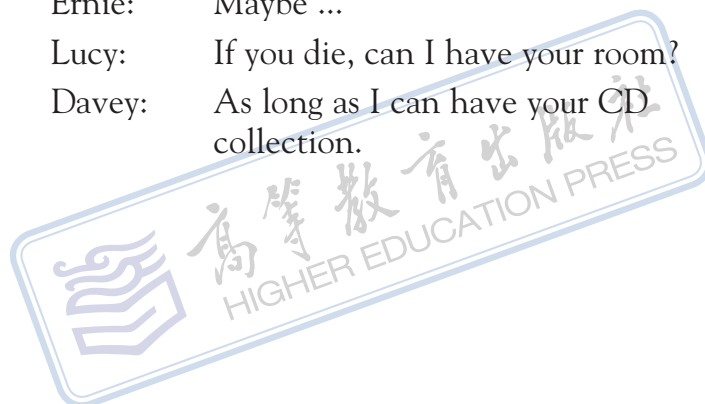 Ernie: Maybe ...
Lucy: If you die, can I have your room?
Davey: As long as I can have your CD
collection.
高等教育出版社
HIGHER EDUCATION PRESS